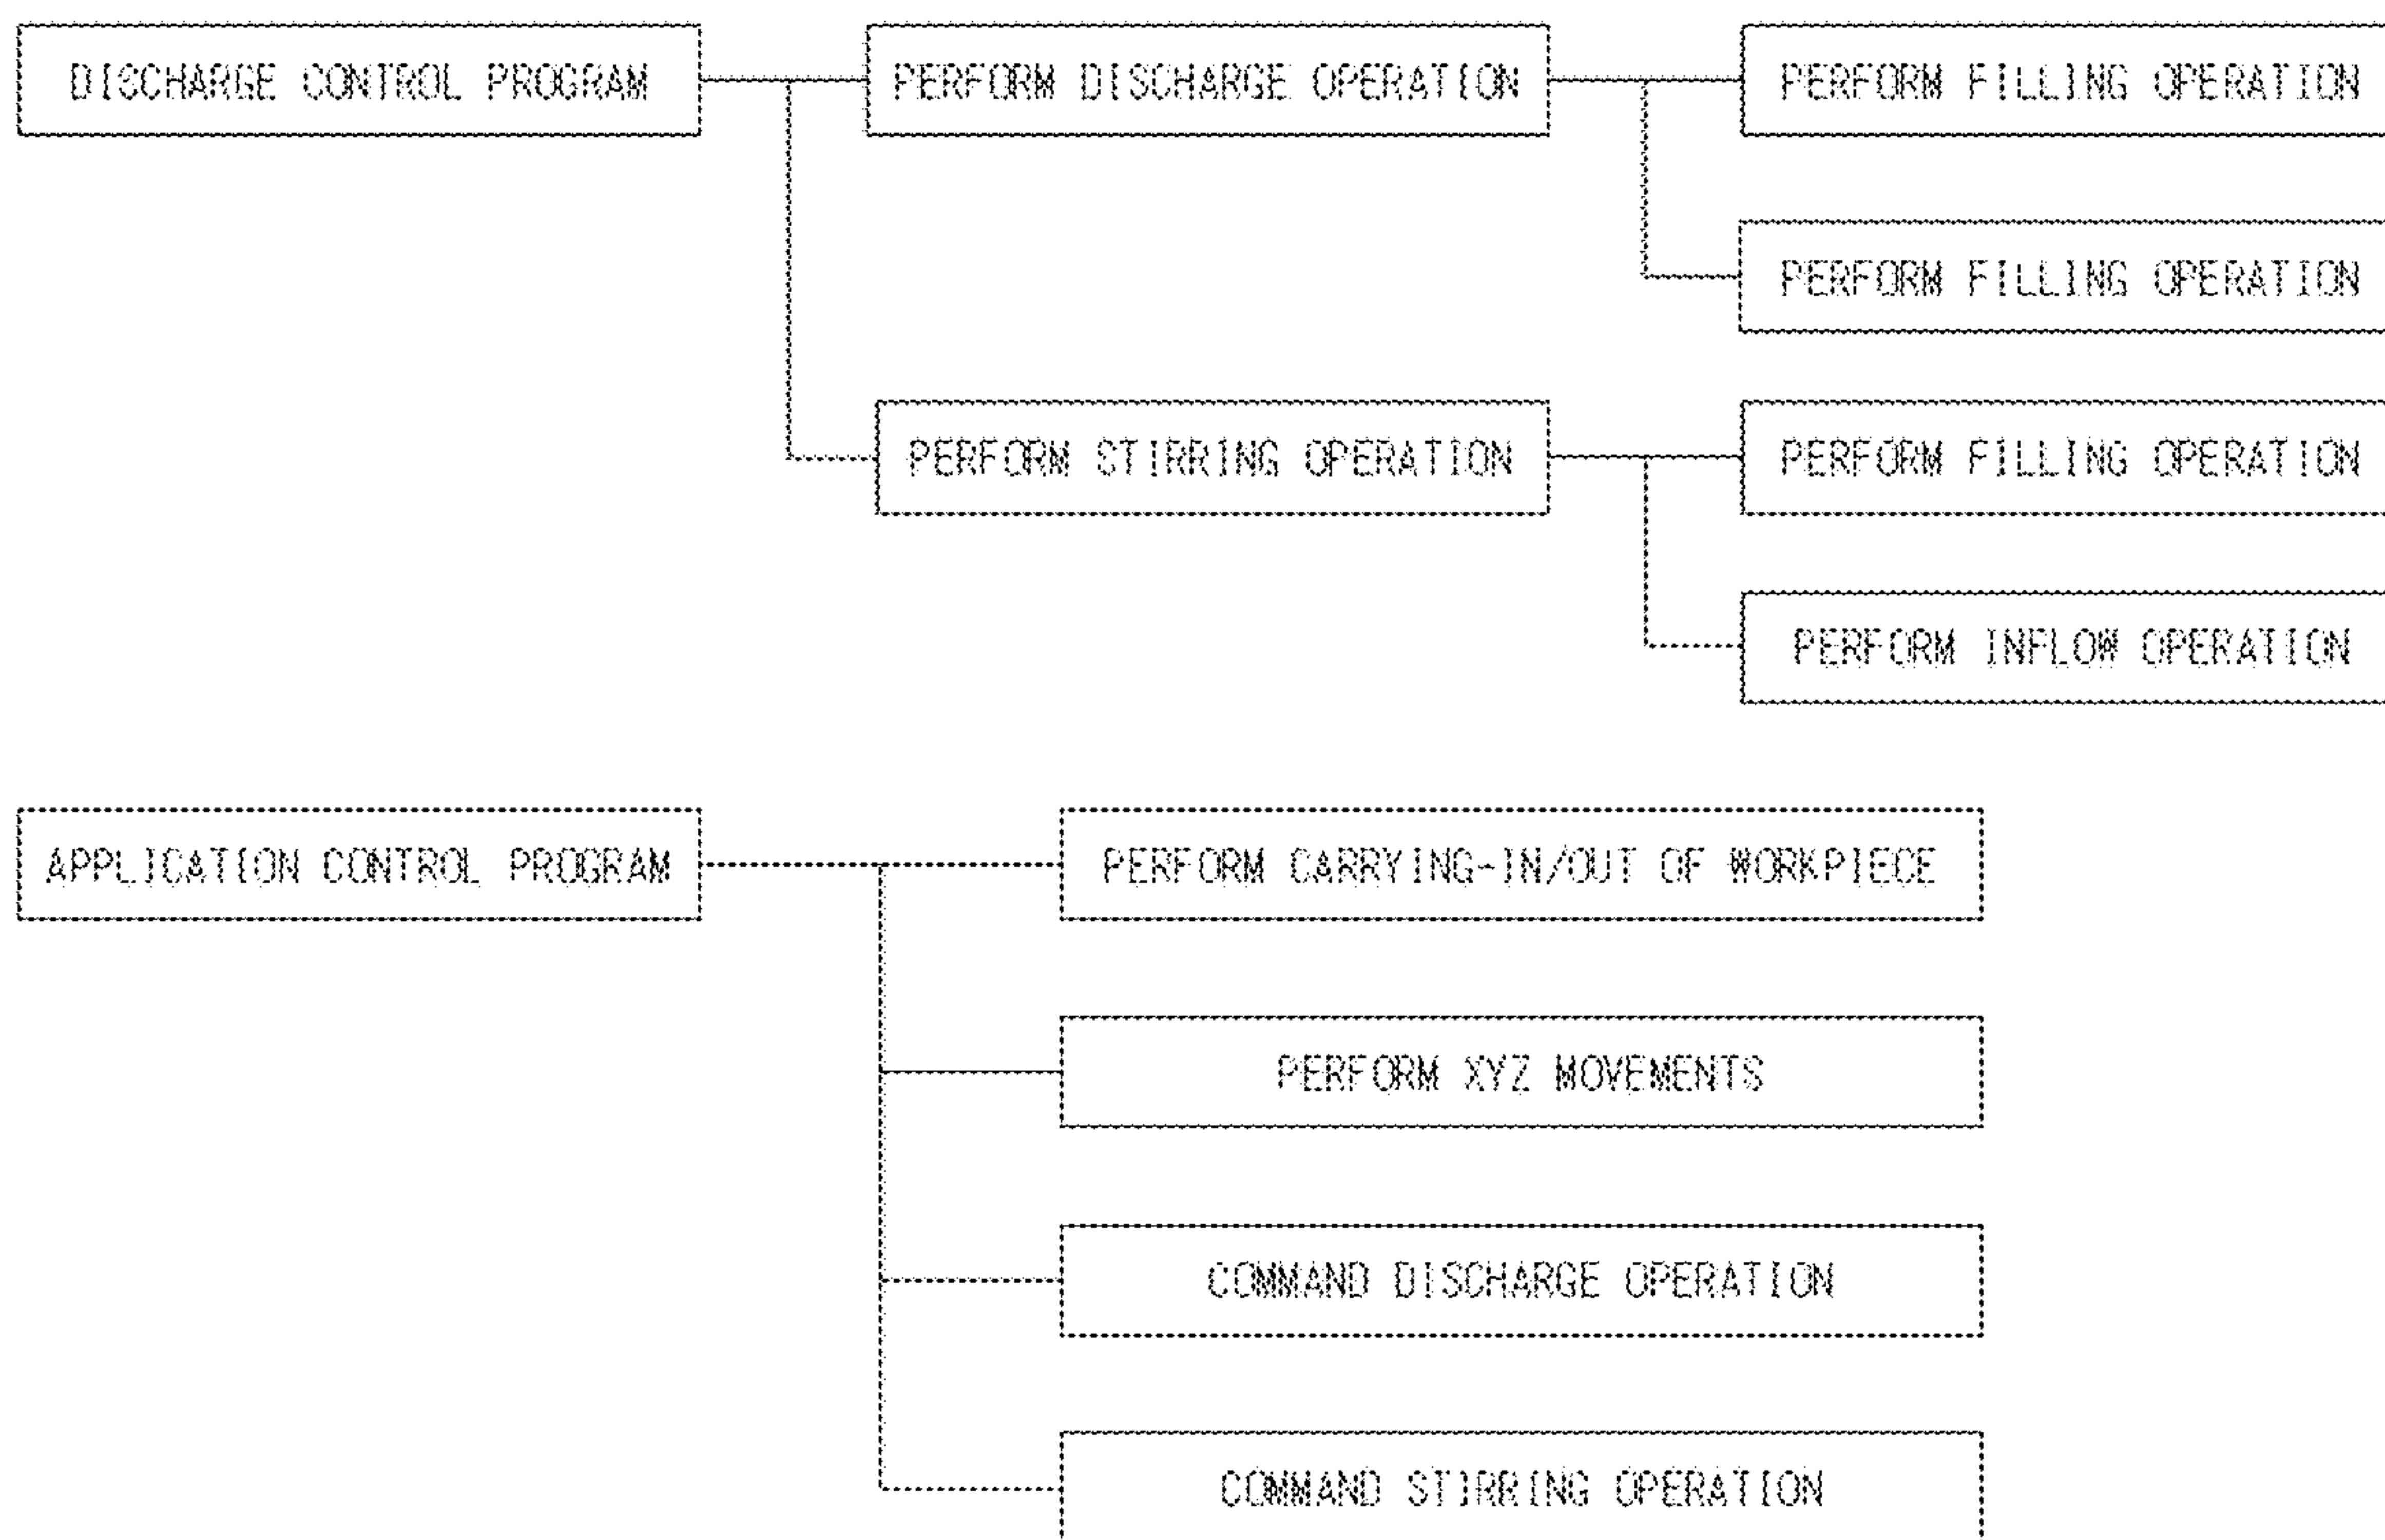 DISCHARGE CONTROL PROGRAM
PERFORM DISCHARGE OPERATION
PERFORM FILLING OPERATION
PERFORM FILLING OPERATION
PERFORM STIRRING OPERATION
PERFORM FILLING OPERATION
PERFORM INFLOW OPERATION
APPLICATION CONTROL PROGRAM
PERFORM CARRYING-IN/OUT OF WORKPIECE
PERFORM XYZ MOVEMENTS
COMMAND DISCHARGE OPERATION
COMMAND STIRRING OPERATION